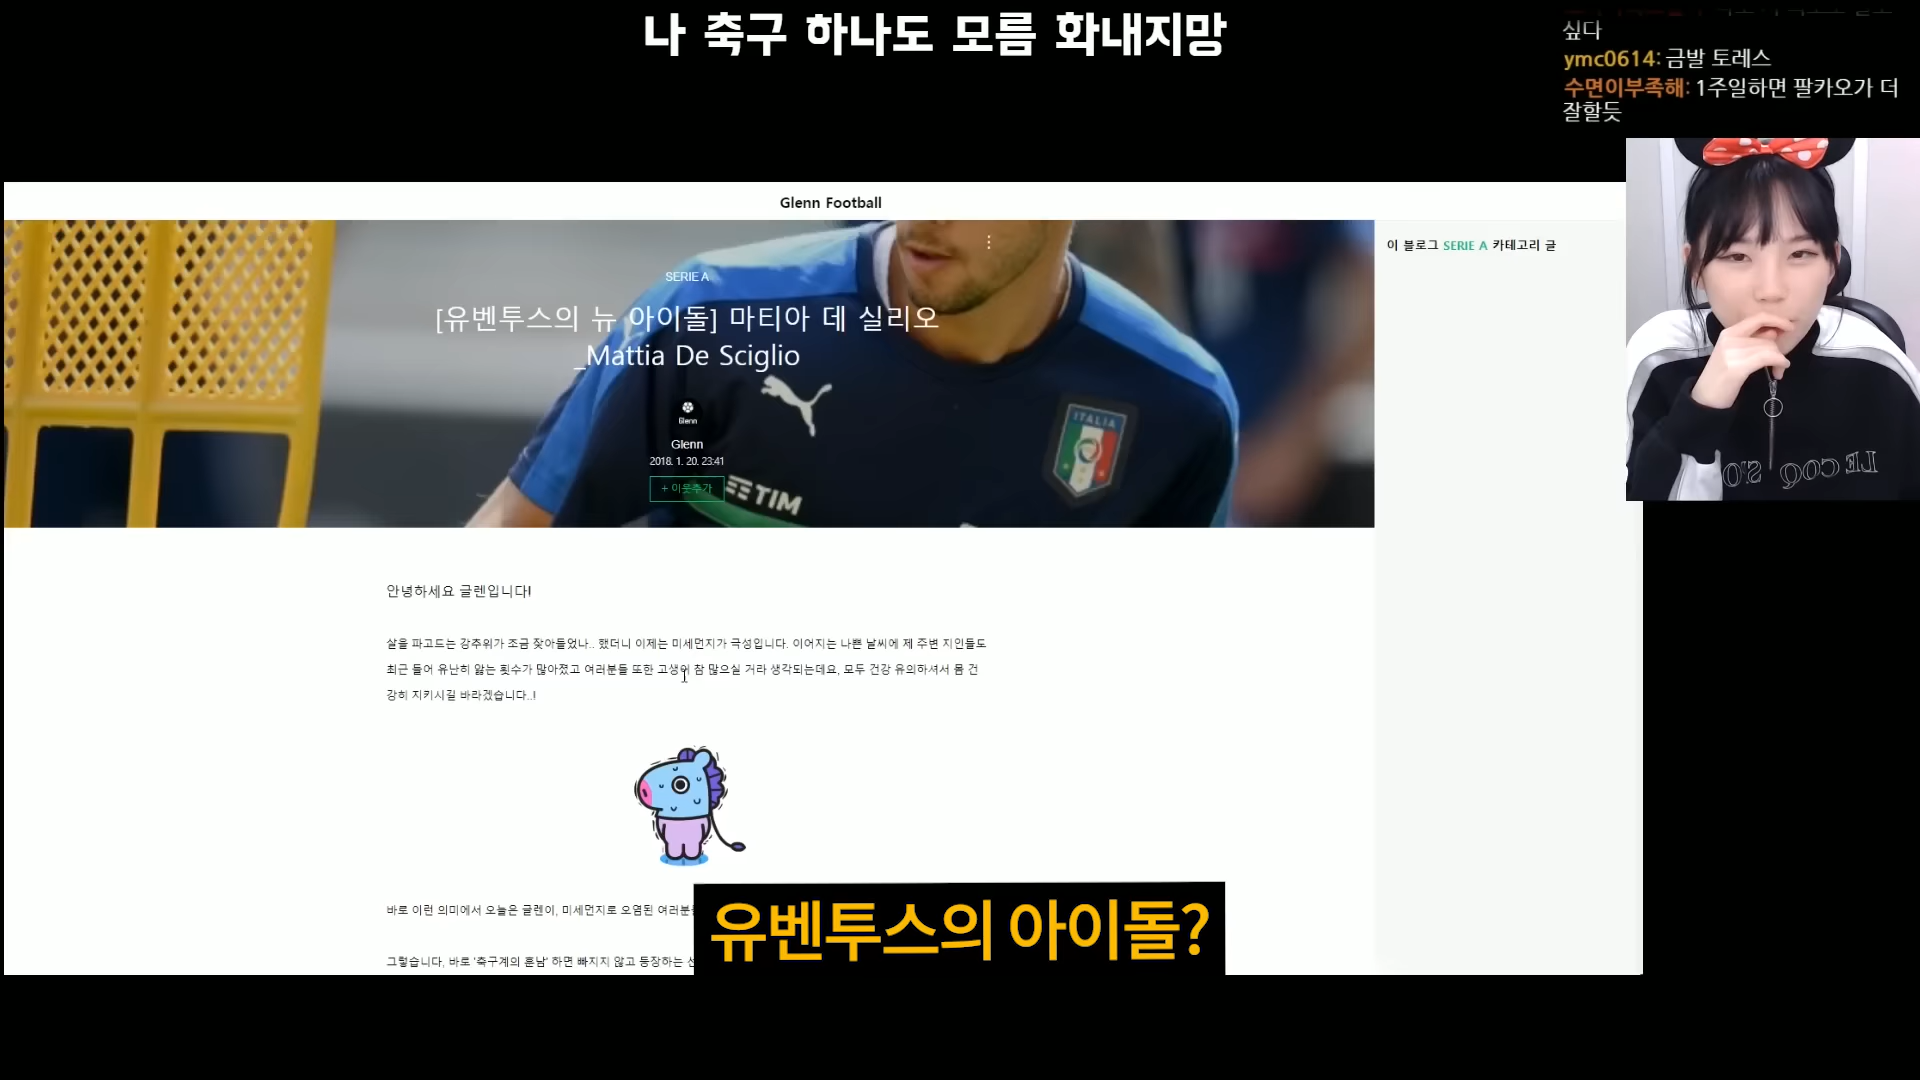 나 축구 하나도 모름 화내지망
싶다
ymc0614: 금발 토레스
수면이부족해: 1주일하면 팔카오가 더
잘할듯
Glenn Football
이 블로그 SERIE A 카테고리 글
SERIE A
[유벤투스의 뉴 아이돌] 마티아 데 실리오
_Mattia De Sciglio
ITALIA
Glenn
Glenn
2018. 1. 20. 23:41
+ 이웃추가
TIM
LE COQ
안녕하세요 글렌입니다!
살을 파고드는 강추위가 조금 잦아들었나.. 했더니 이제는 미세먼지가 극성입니다. 이어지는 나쁜 날씨에 제 주변 지인들도
최근 들어 유난히 앓는 횟수가 많아졌고 여러분들 또한 고생이 참 많으실 거라 생각되는데요, 모두 건강 유의하셔서 몸 건
강히 지키시길 바라겠습니다..!
바로 이런 의미에서 오늘은 글렌이, 미세먼지로 오염된
그렇습니다, 바로 '축구계의 훈남' 하면 빠지지 않고 등장하는
유벤투스의 아이돌?